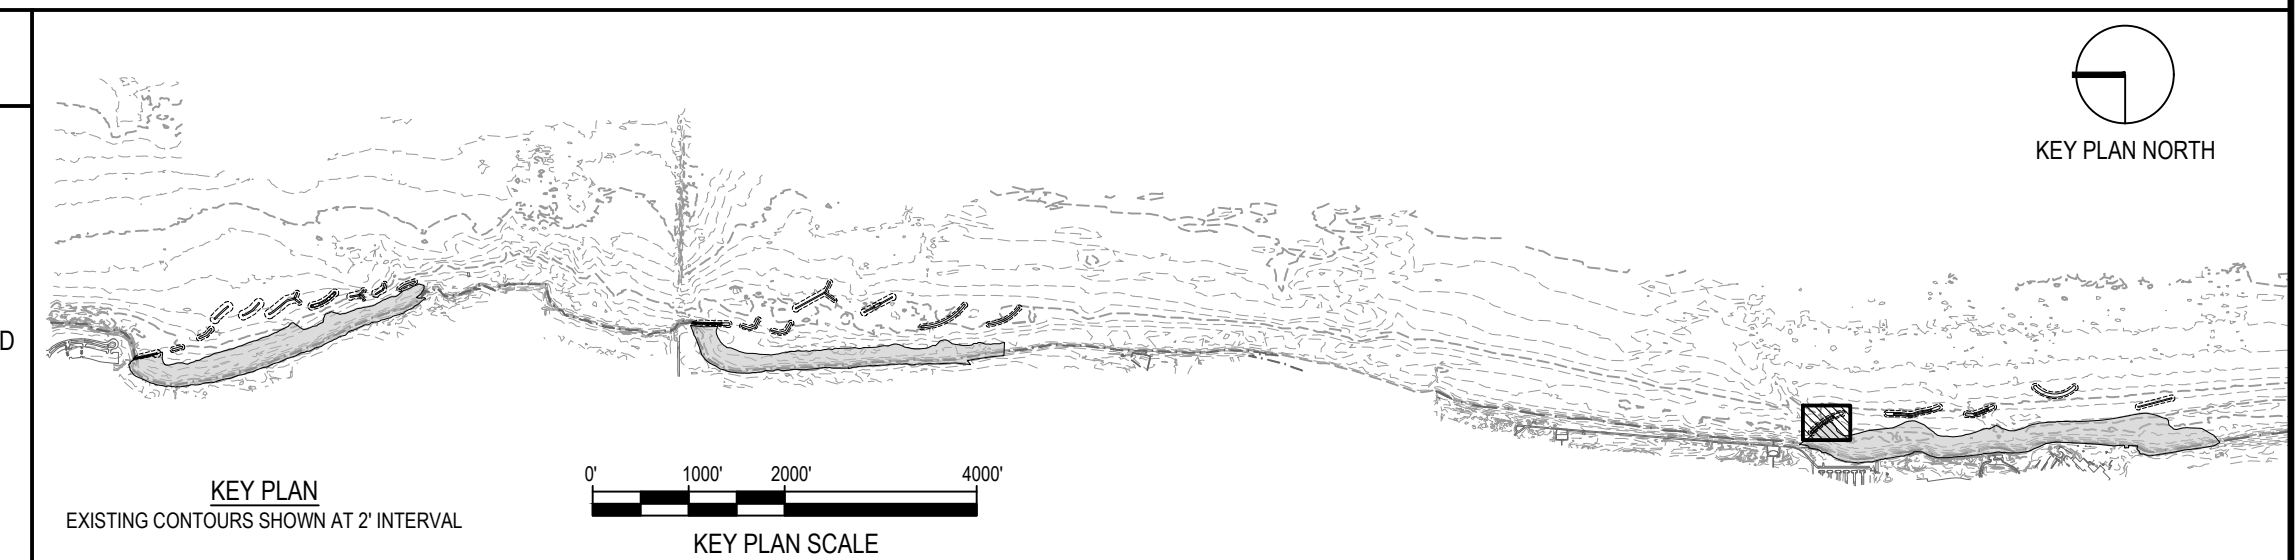 KEY PLAN NORTH
D
0' 1000' 2000' 4000'
KEY PLAN
EXISTING CONTOURS SHOWN AT 2' INTERVAL
KEY PLAN SCALE